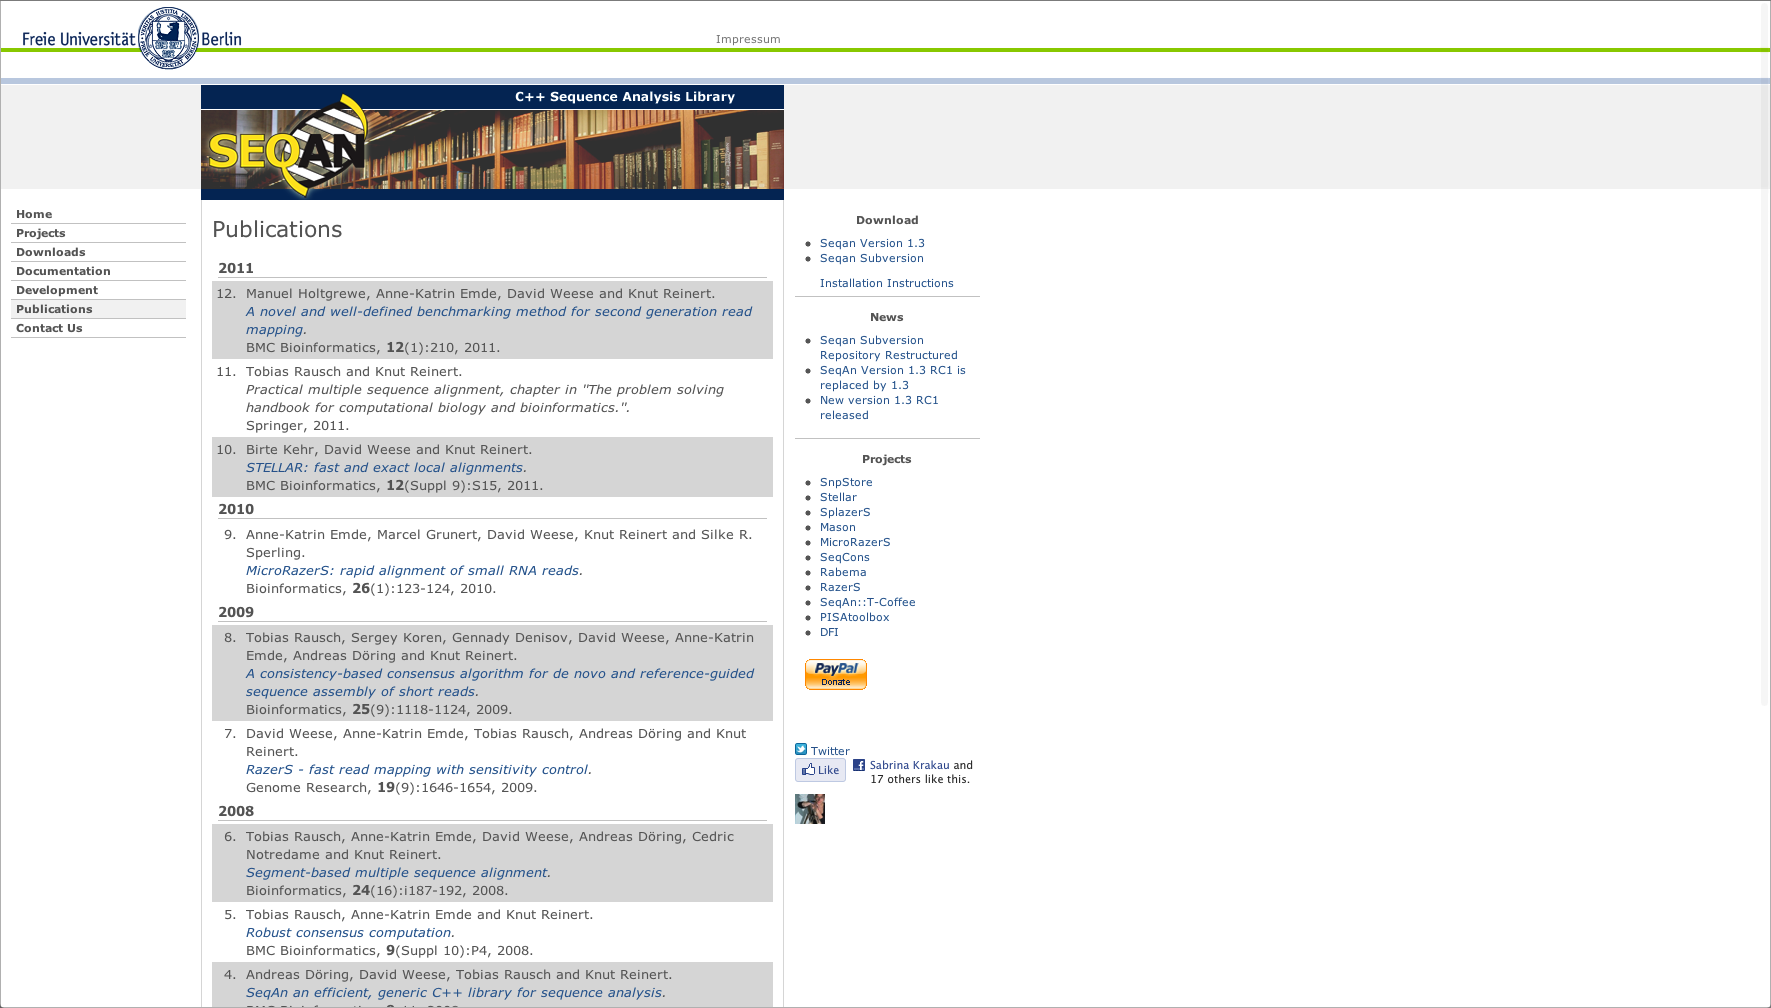 Freie Universität Berlin
Impressum
C++ Sequence Analysis Library
SEQAN
Home
Projects
Downloads
Documentation
Development
Publications
Contact Us
Publications
2011
12. Manuel Holtgrewe, Anne-Katrin Emde, David Weese and Knut Reinert.
A novel and well-defined benchmarking method for second generation read
mapping.
BMC Bioinformatics, 12(1):210, 2011.
11. Tobias Rausch and Knut Reinert.
Practical multiple sequence alignment, chapter in "The problem solving
handbook for computational biology and bioinformatics.".
Springer, 2011.
10. Birte Kehr, David Weese and Knut Reinert.
STELLAR: fast and exact local alignments.
BMC Bioinformatics, 12(Suppl 9):S15, 2011.
2010
9. Anne-Katrin Emde, Marcel Grunert, David Weese, Knut Reinert and Silke R.
Sperling.
MicroRazerS: rapid alignment of small RNA reads.
Bioinformatics, 26(1):123-124, 2010.
2009
8. Tobias Rausch, Sergey Koren, Gennady Denisov, David Weese, Anne-Katrin
Emde, Andreas Döring and Knut Reinert.
A consistency-based consensus algorithm for de novo and reference-guided
sequence assembly of short reads.
Bioinformatics, 25(9):1118-1124, 2009.
7. David Weese, Anne-Katrin Emde, Tobias Rausch, Andreas Döring and Knut
Reinert.
RazerS - fast read mapping with sensitivity control.
Genome Research, 19(9):1646-1654, 2009.
2008
6. Tobias Rausch, Anne-Katrin Emde, David Weese, Andreas Döring, Cedric
Notredame and Knut Reinert.
Segment-based multiple sequence alignment.
Bioinformatics, 24(16):i187-192, 2008.
5. Tobias Rausch, Anne-Katrin Emde and Knut Reinert.
Robust consensus computation.
BMC Bioinformatics, 9(Suppl 10):P4, 2008.
4. Andreas Döring, David Weese, Tobias Rausch and Knut Reinert.
SeqAn an efficient, generic C++ library for sequence analysis.
Download
Seqan Version 1.3
Seqan Subversion
Installation Instructions
News
Seqan Subversion
Repository Restructured
SeqAn Version 1.3 RC1 is
replaced by 1.3
New version 1.3 RC1
released
Projects
SnpStore
Stellar
SplazerS
Mason
MicroRazerS
SeqCons
Rabema
RazerS
SeqAn::T-Coffee
PISAtoolbox
DFI
PayPal
Donate
Twitter
Like
Sabrina Krakau and
17 others like this.